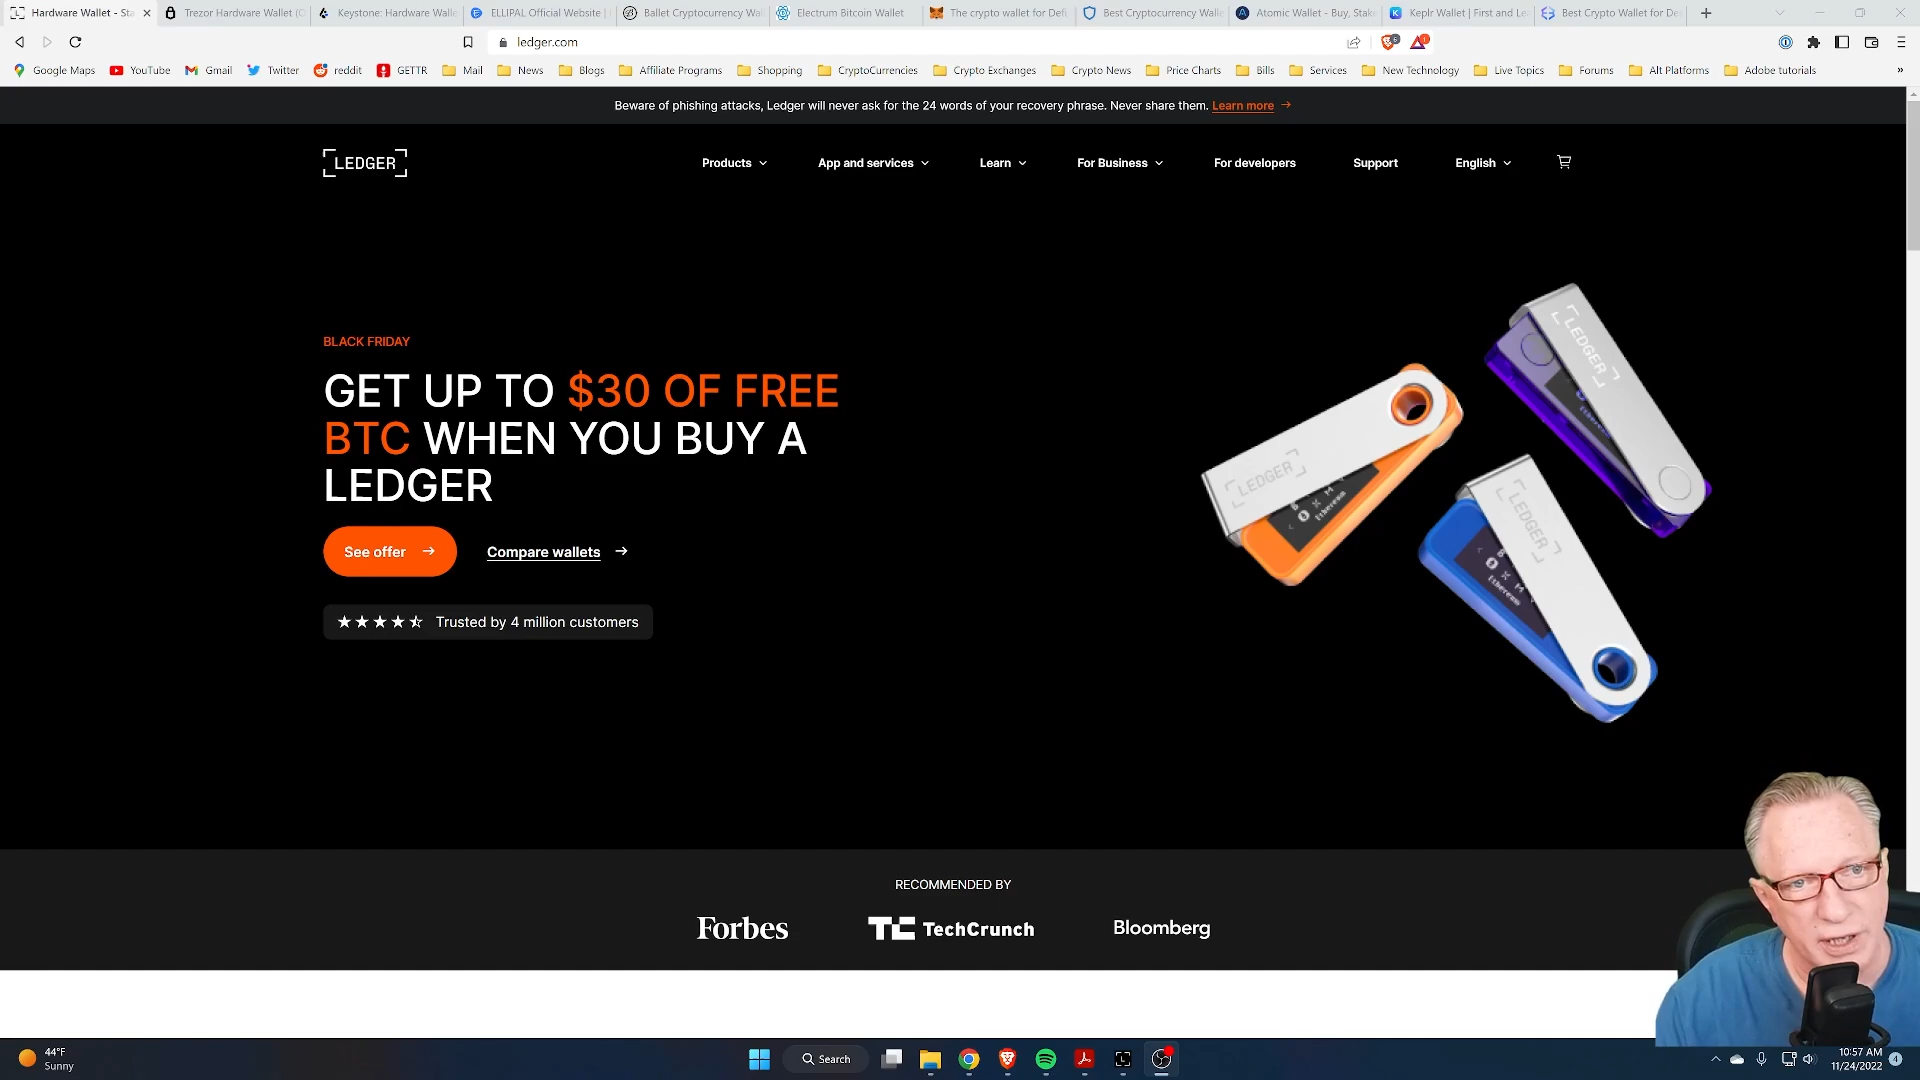 Hardware Wallet - Sta
Trezor Hardware Wallet (O
Keystone: Hardware Walle
ELLIPAL Official Website |
Ballet Cryptocurrency Wal
Electrum Bitcoin Wallet
The crypto wallet for Defi,
Best Cryptocurrency Walle
Atomic Wallet - Buy, Stake
Keplr Wallet | First and Le
Best Crypto Wallet for De
ledger.com
Google Maps
YouTube
Gmail
Twitter
reddit
GETTR
Mail
News
Blogs
Affiliate Programs
Shopping
CryptoCurrencies
Crypto Exchanges
Crypto News
Price Charts
Bills
Services
New Technology
Live Topics
Forums
Alt Platforms
Adobe tutorials
Beware of phishing attacks, Ledger will never ask for the 24 words of your recovery phrase. Never share them. Learn more
LEDGER
Products
App and services
Learn
For Business
For developers
Support
English
BLACK FRIDAY
GET UP TO $30 OF FREE
BTC WHEN YOU BUY A
LEDGER
See offer
Compare wallets
Trusted by 4 million customers
LEDGER
Ethereum
LEDGER
LEDGER
Ethereum
RECOMMENDED BY
Forbes
TechCrunch
Bloomberg
44°F
Sunny
Search
10:57 AM
11/24/2022
4